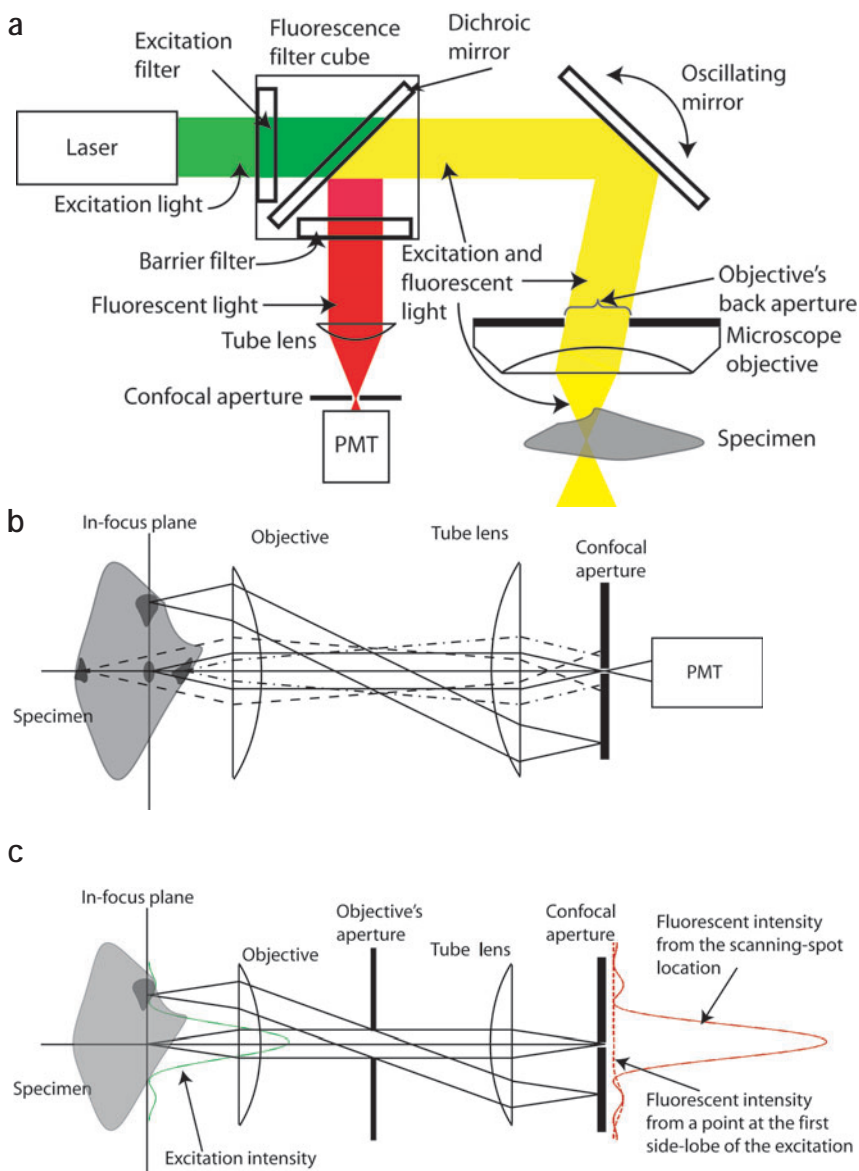 a
Excitation
filter
Fluorescence
filter cube
Dichroic
mirror
Oscillating
mirror
Laser
Excitation light
Barrier filter
Excitation and
fluorescent
light
Objective's
back aperture
Fluorescent light
Tube lens
Microscope
objective
Confocal aperture
PMT
Specimen
b
In-focus plane
Objective
Tube lens
Confocal
aperture
PMT
Specimen
c
In-focus plane
Objective's
aperture
Confocal
aperture
Fluorescent intensity
from the scanning-spot
location
Objective
Tube lens
Specimen
Excitation intensity
Fluorescent intensity
from a point at the first
side-lobe of the excitation